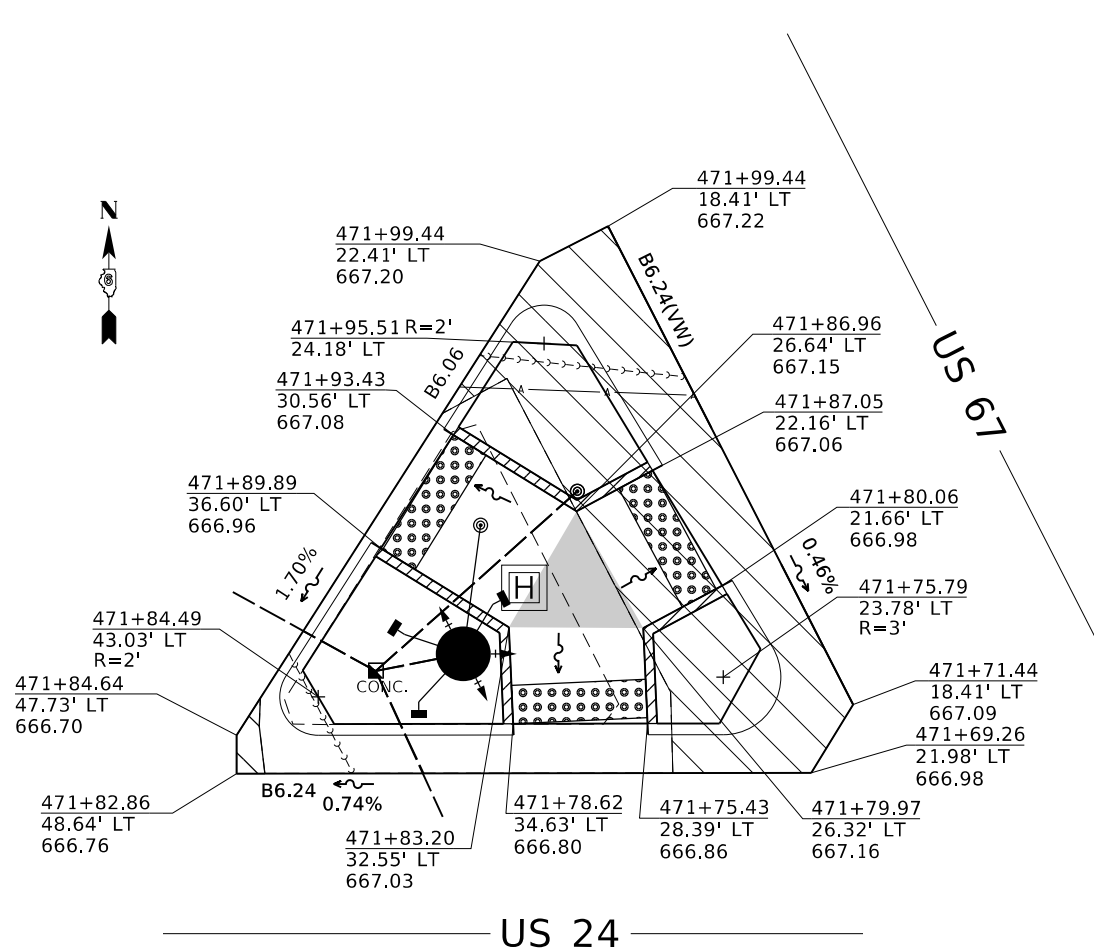 471+99.44
18.41' LT
667.22
N
471+99.44
22.41' LT
667.20
B6.24(VW)
471+95.51 R=2'
24.18' LT
471+86.96
26.64' LT
667.15
US 67
B6.06
471+93.43
30.56' LT
667.08
471+87.05
22.16' LT
667.06
471+89.89
36.60' LT
666.96
471+80.06
21.66' LT
666.98
1.70%
0.46%
H
471+75.79
23.78' LT
R=3'
471+84.49
43.03' LT
R=2'
CONC.
471+84.64
47.73' LT
666.70
471+71.44
18.41' LT
667.09
471+69.26
21.98' LT
666.98
B6.24
0.74%
471+82.86
48.64' LT
666.76
471+83.20
32.55' LT
667.03
471+78.62
34.63' LT
666.80
471+75.43
28.39' LT
666.86
471+79.97
26.32' LT
667.16
US 24